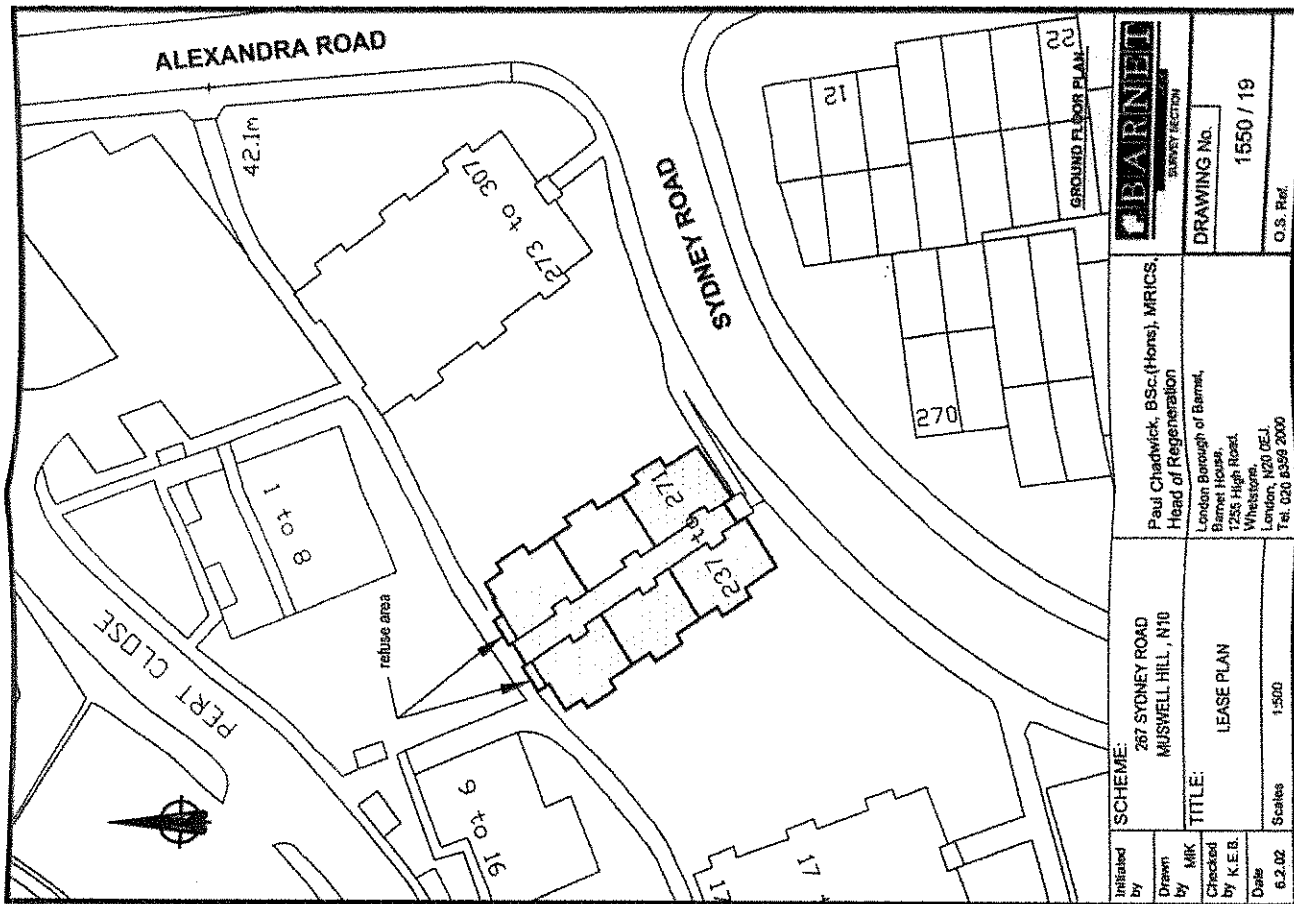 ALEXANDRA ROAD
42.1m
273 to 307
SYDNEY ROAD
12
22
GROUND FLOOR PLAN
270
1 to 8
PERT CLOSE
refuse area
237 to 271
9 to 16
17
BARNET
SURVEY SECTION
DRAWING No.
1550 / 19
O.S. Ref.
Paul Chadwick, BSc.(Hons), MRICS,
Head of Regeneration
London Borough of Barnet,
Barnet House,
1255 High Road,
Whetstone,
London, N20 0EJ.
Tel. 020 8359 2000
SCHEME:
267 SYDNEY ROAD
MUSWELL HILL, N10
TITLE:
LEASE PLAN
Scales 1:500
Initiated
by
Drawn
by MIK
Checked
by K.E.B.
Date
6.2.02